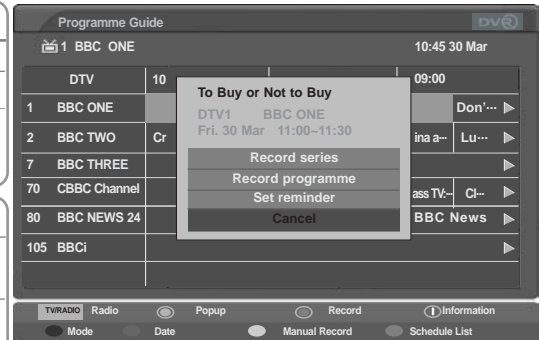 Programme Guide
DVR
1 BBC ONE 10:45 30 Mar
DTV 10 09:00
1 BBC ONE Don'···
2 BBC TWO Cr ina a··· Lu···
7 BBC THREE
70 CBBC Channel ass TV:··· Cl···
80 BBC NEWS 24 BBC News
105 BBCi
To Buy or Not to Buy
DTV1 BBC ONE
Fri. 30 Mar 11:00~11:30
Record series
Record programme
Set reminder
Cancel
TV/RADIO Radio Popup Record Information
Mode Date Manual Record Schedule List